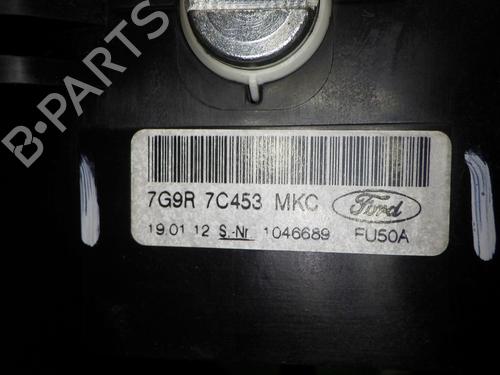 B-PARTS
7G9R 7C453 MKC Ford
19.01 12 S.-Nr 1046689 FU50A